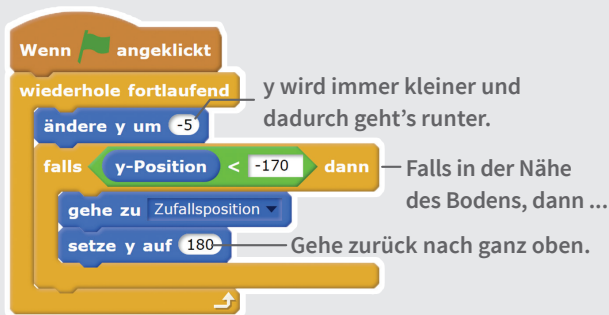 Wenn angeklickt
wiederhole fortlaufend
y wird immer kleiner und
dadurch geht's runter.
ändere y um -5
falls y-Position < -170 dann
Falls in der Nähe
des Bodens, dann ...
gehe zu Zufallsposition
setze y auf 180
Gehe zurück nach ganz oben.